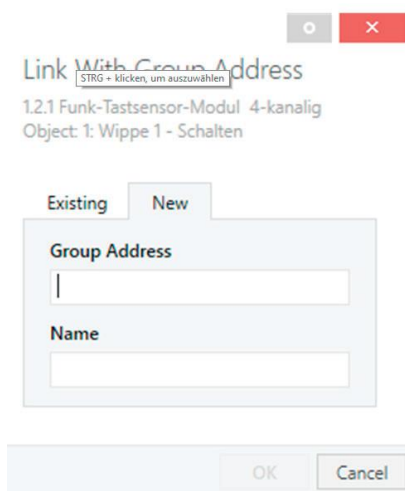 Link With Group Address
STRG + klicken, um auszuwählen
1.2.1 Funk-Tastsensor-Modul 4-kanalig
Object: 1: Wippe 1 - Schalten
Existing New
Group Address
Name
OK Cancel